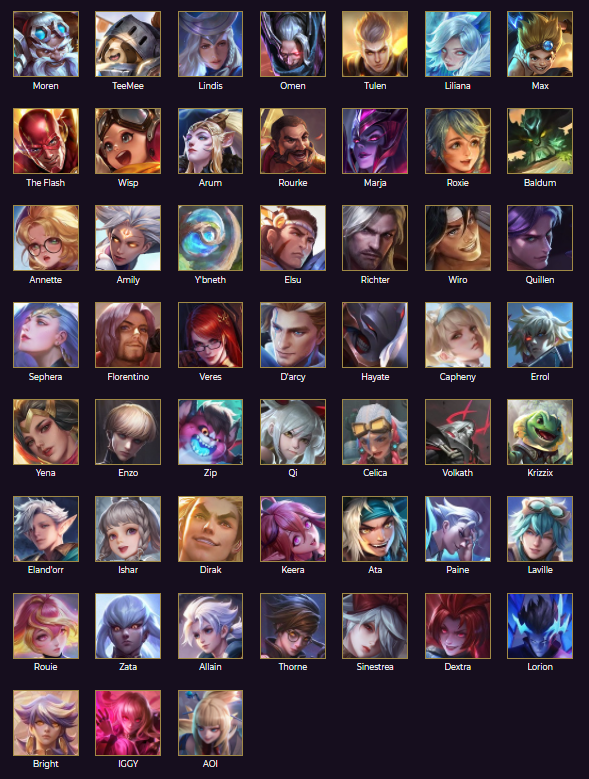 Moren TeeMee Lindis Omen Tulen Liliana Max
The Flash Wisp Arum Rourke Marja Roxie Baldum
Annette Amily Y'bneth Elsu Richter Wiro Quillen
Sephera Florentino Veres D'arcy Hayate Capheny Errol
Yena Enzo Zip Qi Celica Volkath Krizzix
Eland'orr Ishar Dirak Keera Ata Paine Laville
Rouie Zata Allain Thorne Sinestrea Dextra Lorion
Bright IGGY AOI